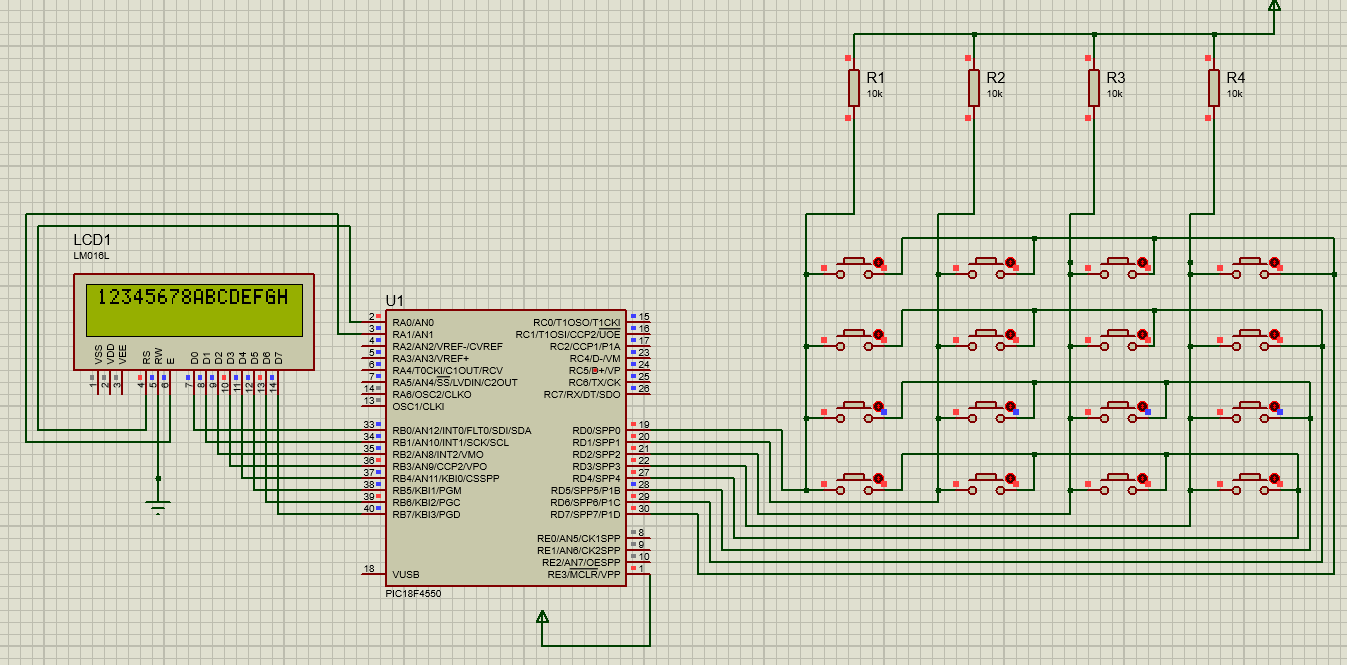 R1
10k
R2
10k
R3
10k
R4
10k
LCD1
LM016L
12345678ABCDEFGH
VSS
VDD
VEE
RS
RW
E
D0
D1
D2
D3
D4
D5
D6
D7
1
2
3
4
5
6
7
8
9
10
11
12
13
14
U1
2 RA0/AN0 RC0/T1OSO/T1CKI 15
3 RA1/AN1 RC1/T1OSI/CCP2/UOE 16
4 RA2/AN2/VREF-/CVREF RC2/CCP1/P1A 17
5 RA3/AN3/VREF+ RC4/D-/VM 23
6 RA4/T0CKI/C1OUT/RCV RC5/D+/VP 24
7 RA5/AN4/SS/LVDIN/C2OUT RC6/TX/CK 25
14 RA6/OSC2/CLKO RC7/RX/DT/SDO 26
13 OSC1/CLKI
33 RB0/AN12/INT0/FLT0/SDI/SDA RD0/SPP0 19
34 RB1/AN10/INT1/SCK/SCL RD1/SPP1 20
35 RB2/AN8/INT2/VMO RD2/SPP2 21
36 RB3/AN9/CCP2/VPO RD3/SPP3 22
37 RB4/AN11/KBI0/CSSPP RD4/SPP4 27
38 RB5/KBI1/PGM RD5/SPP5/P1B 28
39 RB6/KBI2/PGC RD6/SPP6/P1C 29
40 RB7/KBI3/PGD RD7/SPP7/P1D 30
RE0/AN5/CK1SPP 8
RE1/AN6/CK2SPP 9
RE2/AN7/OESPP 10
18 VUSB RE3/MCLR/VPP 1
PIC18F4550